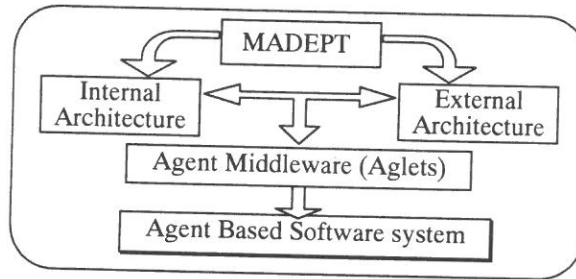 MADEPT
Internal
Architecture
External
Architecture
Agent Middleware (Aglets)
Agent Based Software system